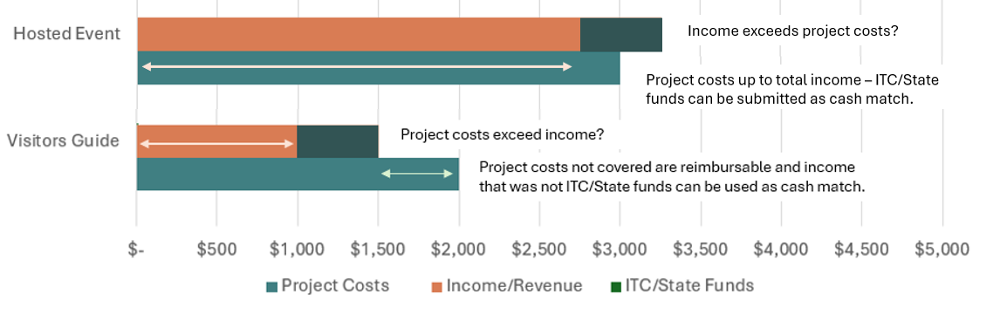 Hosted Event
Income exceeds project costs?
Project costs up to total income – ITC/State
funds can be submitted as cash match.
Visitors Guide
Project costs exceed income?
Project costs not covered are reimbursable and income
that was not ITC/State funds can be used as cash match.
$- $500 $1,000 $1,500 $2,000 $2,500 $3,000 $3,500 $4,000 $4,500 $5,000
Project Costs Income/Revenue ITC/State Funds